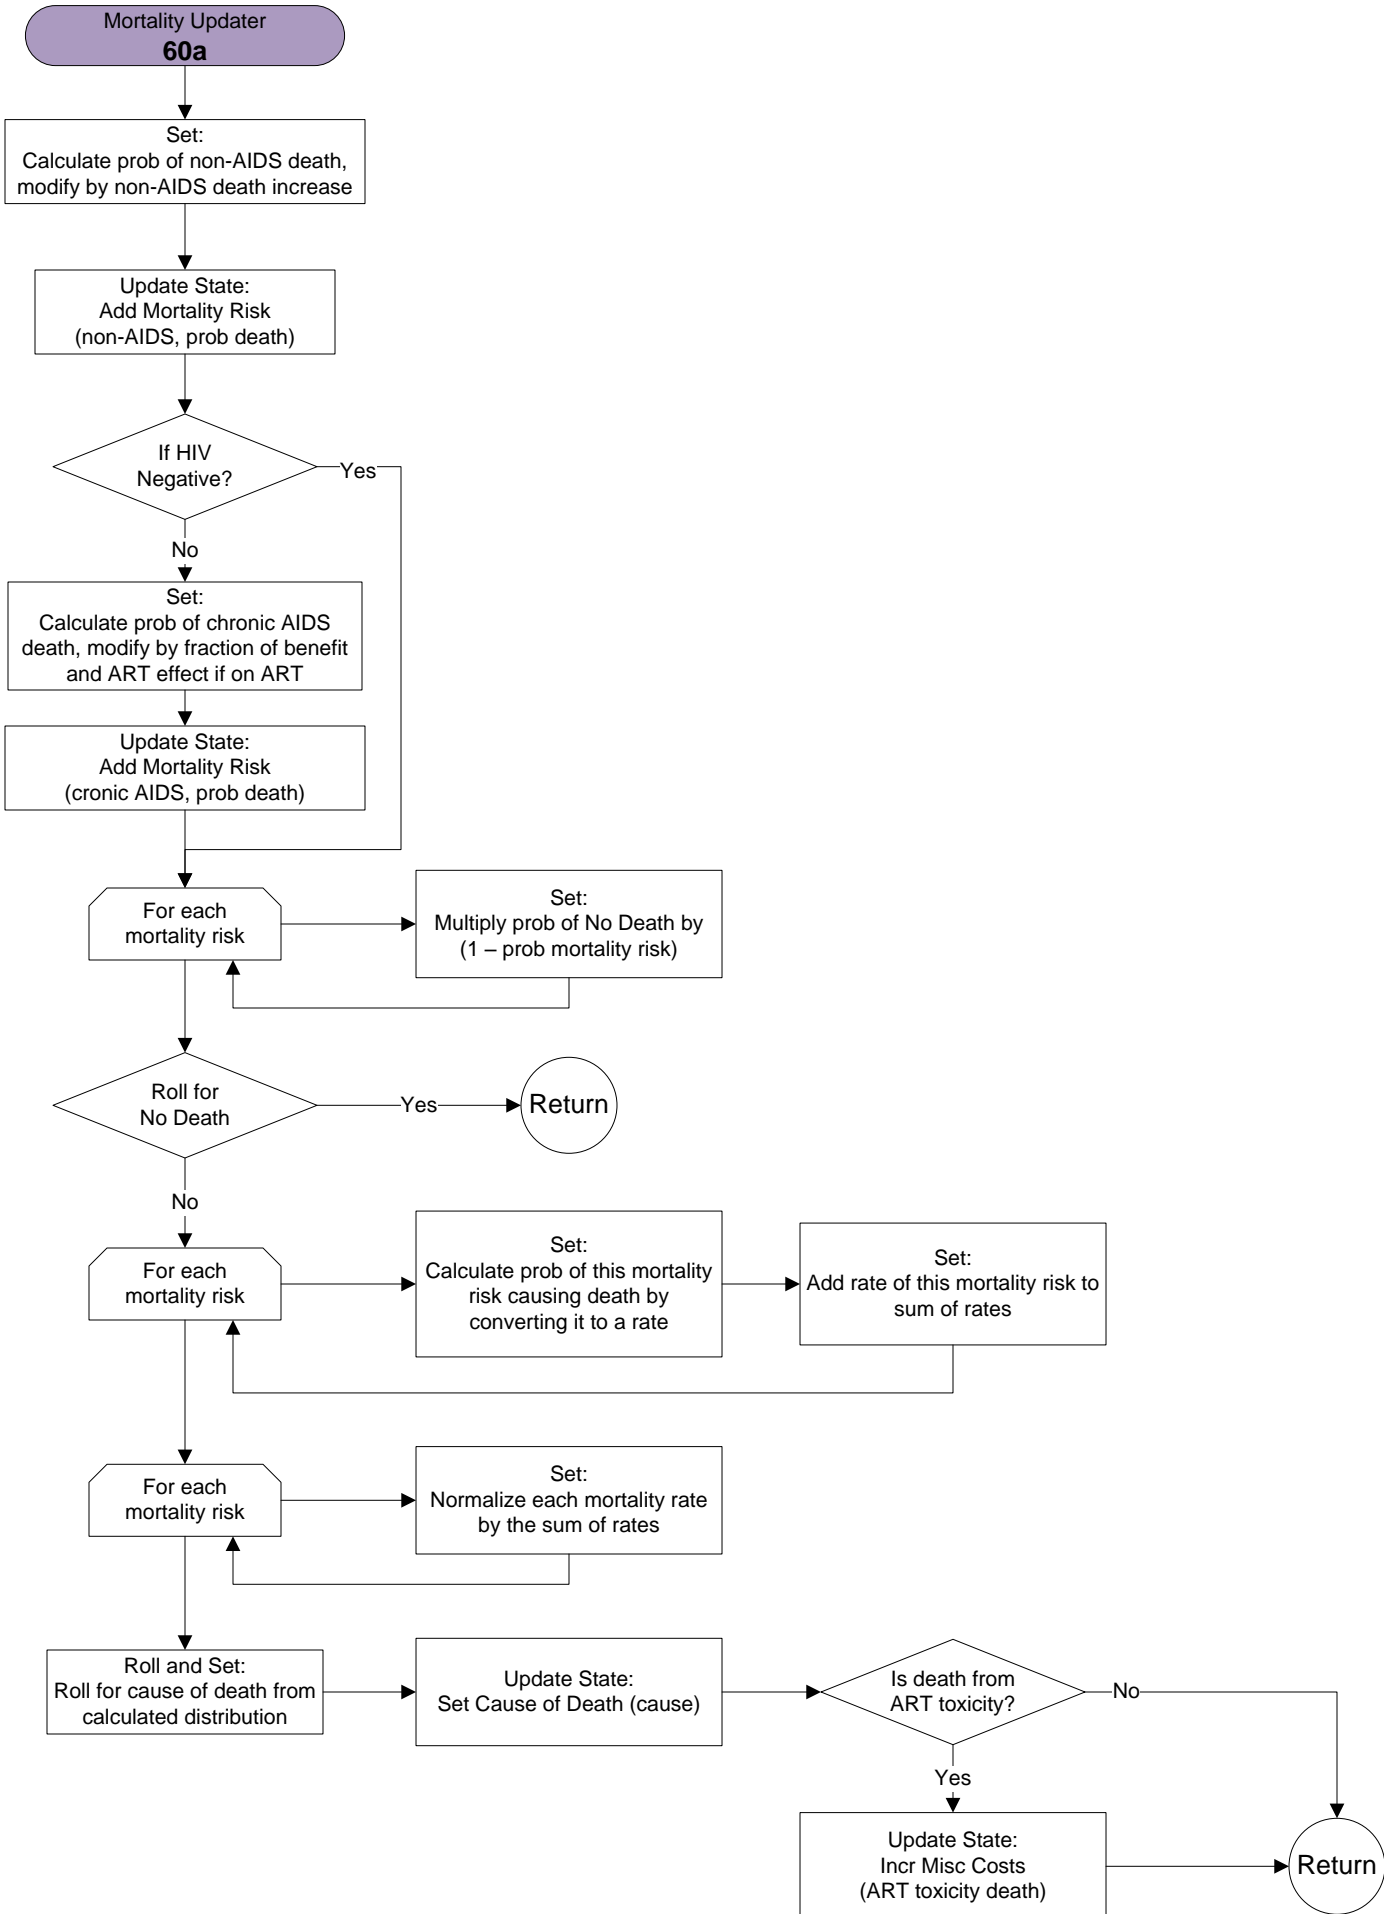 Mortality Updater
60a
Set:
Calculate prob of non-AIDS death,
modify by non-AIDS death increase
Update State:
Add Mortality Risk
(non-AIDS, prob death)
If HIV
Negative?
Yes
No
Set:
Calculate prob of chronic AIDS
death, modify by fraction of benefit
and ART effect if on ART
Update State:
Add Mortality Risk
(cronic AIDS, prob death)
For each
mortality risk
Set:
Multiply prob of No Death by
(1 – prob mortality risk)
Roll for
No Death
Yes
Return
No
For each
mortality risk
Set:
Calculate prob of this mortality
risk causing death by
converting it to a rate
Set:
Add rate of this mortality risk to
sum of rates
For each
mortality risk
Set:
Normalize each mortality rate
by the sum of rates
Roll and Set:
Roll for cause of death from
calculated distribution
Update State:
Set Cause of Death (cause)
Is death from
ART toxicity?
No
Yes
Update State:
Incr Misc Costs
(ART toxicity death)
Return